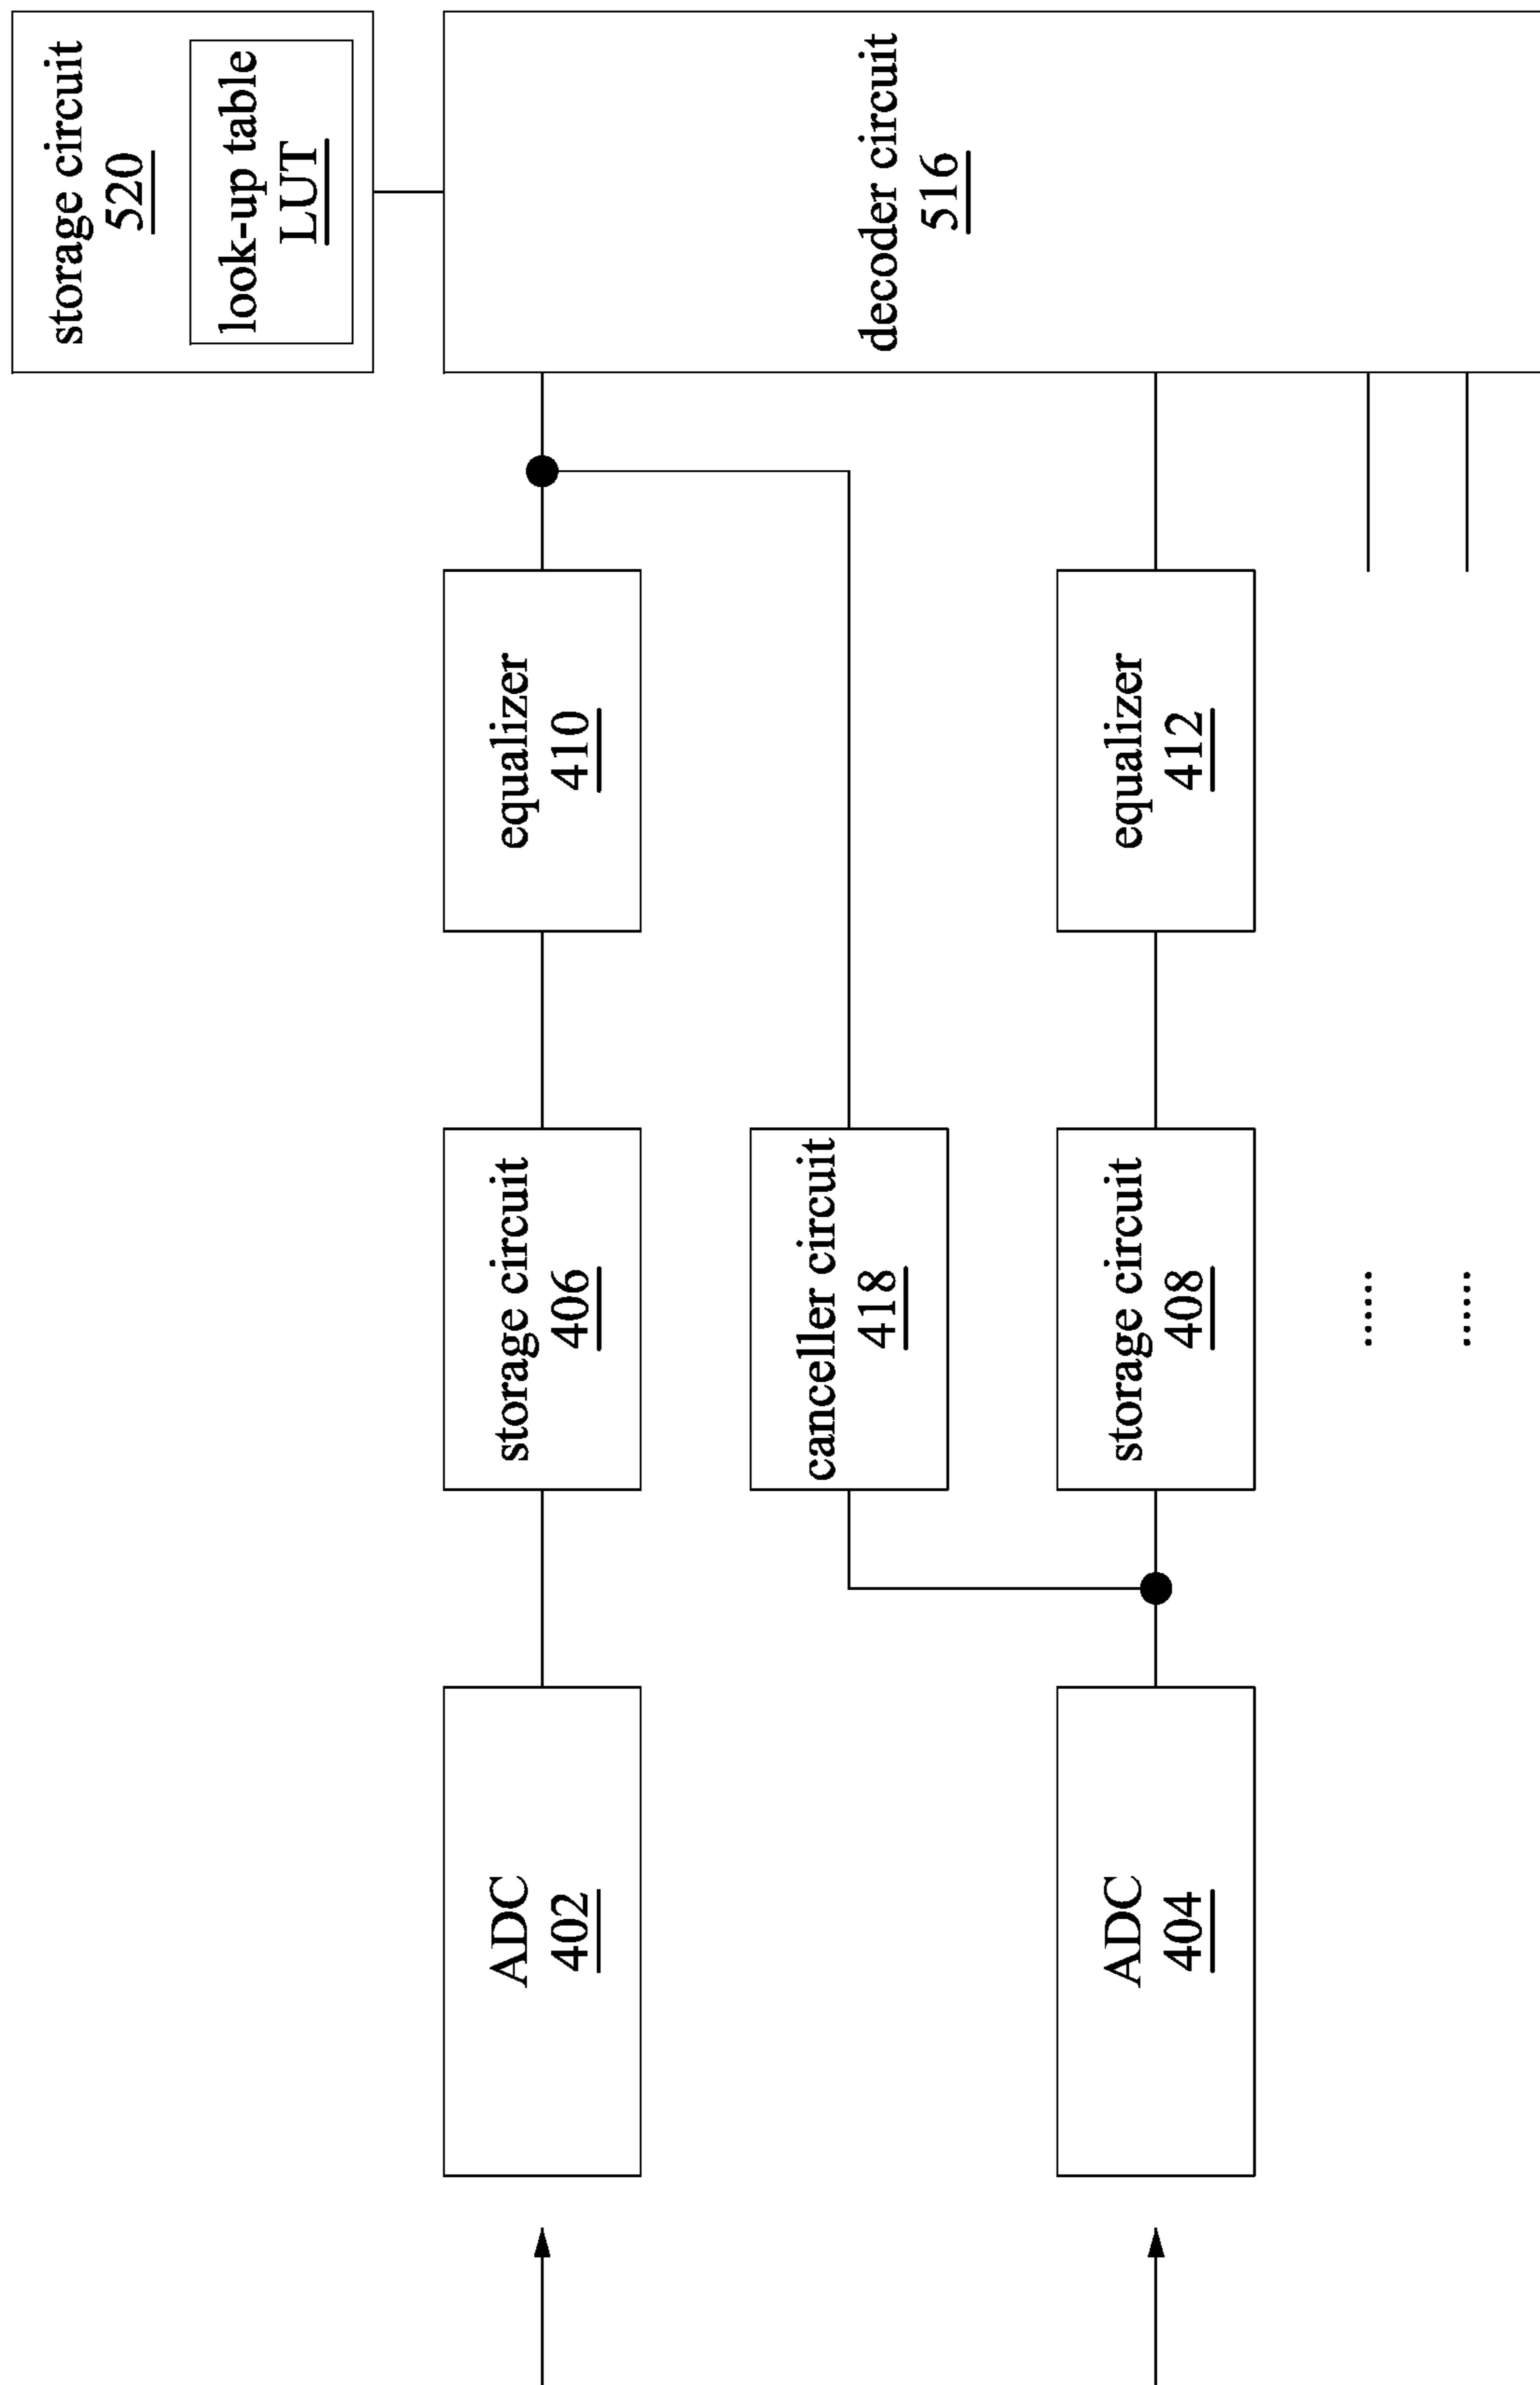 storage circuit
520
look-up table
LUT
decoder circuit
516
equalizer
410
equalizer
412
storage circuit
406
canceller circuit
418
storage circuit
408
......
......
ADC
402
ADC
404